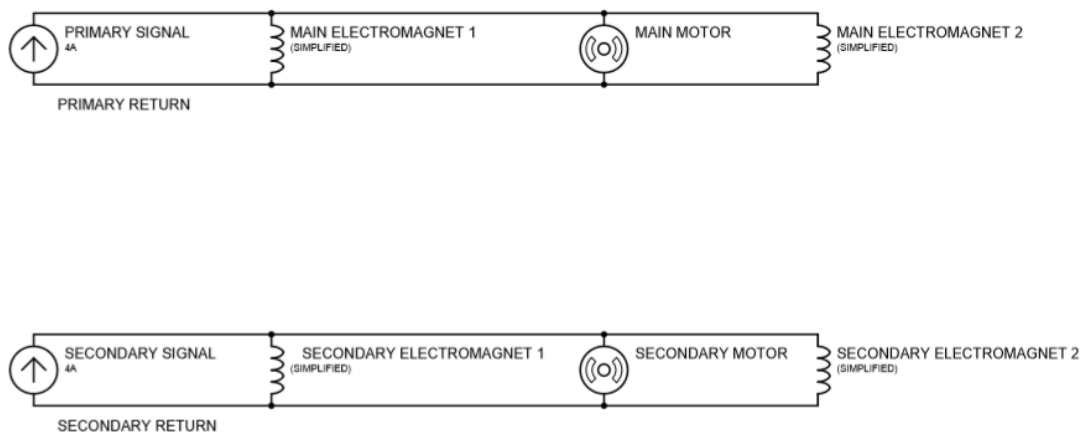 PRIMARY SIGNAL
4A
MAIN ELECTROMAGNET 1
(SIMPLIFIED)
MAIN MOTOR
MAIN ELECTROMAGNET 2
(SIMPLIFIED)
PRIMARY RETURN
SECONDARY SIGNAL
4A
SECONDARY ELECTROMAGNET 1
(SIMPLIFIED)
SECONDARY MOTOR
SECONDARY ELECTROMAGNET 2
(SIMPLIFIED)
SECONDARY RETURN